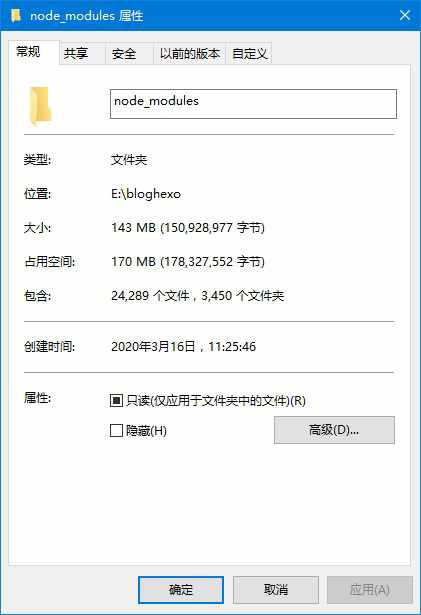 node_modules 属性
常规 共享 安全 以前的版本 自定义
node_modules
类型: 文件夹
位置: E:\bloghexo
大小: 143 MB (150,928,977 字节)
占用空间: 170 MB (178,327,552 字节)
包含: 24,289 个文件，3,450 个文件夹
创建时间: 2020年3月16日，11:25:46
属性: 只读(仅应用于文件夹中的文件)(R)
隐藏(H) 高级(D)...
确定 取消 应用(A)